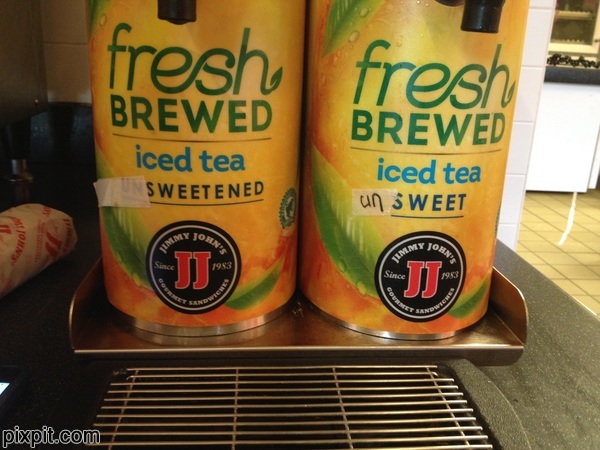 fresh
BREWED
iced tea
UNSWEETENED
JIMMY JOHN'S
Since JJ 1983
GOURMET SANDWICHES
fresh
BREWED
iced tea
un SWEET
JIMMY JOHN'S
Since JJ 1983
GOURMET SANDWICHES
pixpit.com